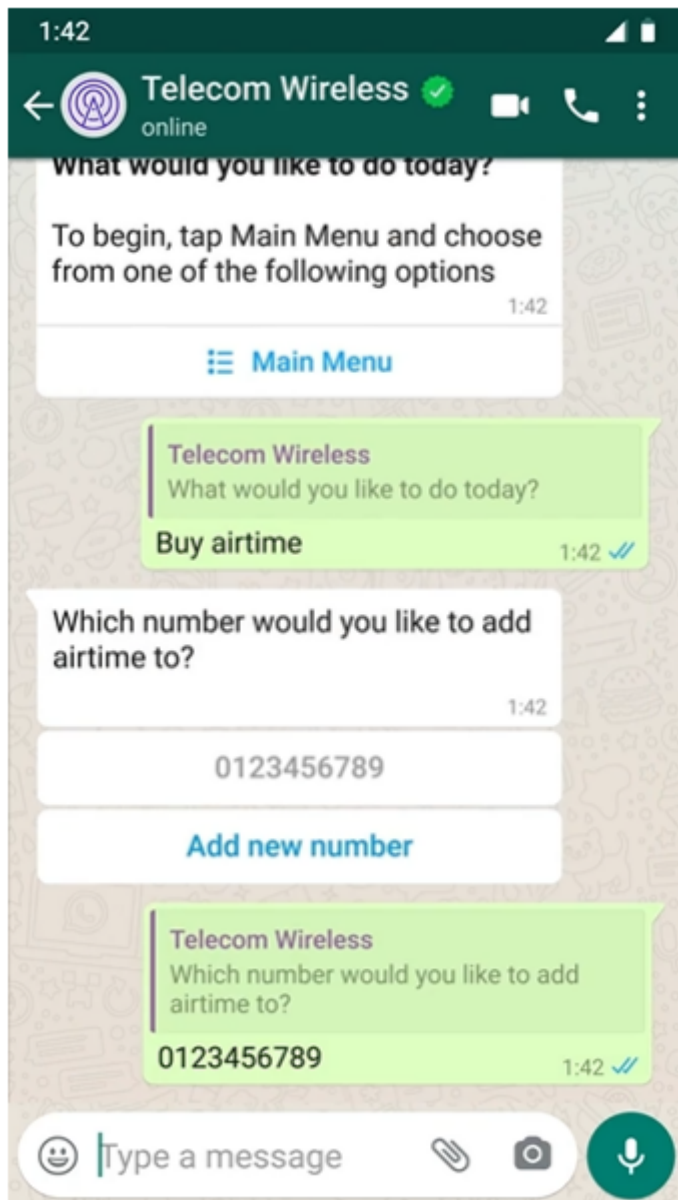 1:42
Telecom Wireless
online
What would you like to do today?
To begin, tap Main Menu and choose
from one of the following options
1:42
Main Menu
Telecom Wireless
What would you like to do today?
Buy airtime
1:42
Which number would you like to add
airtime to?
1:42
0123456789
Add new number
Telecom Wireless
Which number would you like to add
airtime to?
0123456789
1:42
Type a message